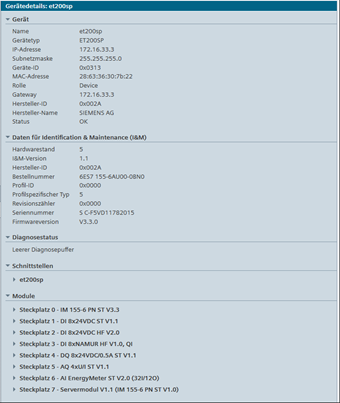 Gerätedetails: et200sp
Gerät
Name et200sp
Gerätetyp ET200SP
IP-Adresse 172.16.33.3
Subnetzmaske 255.255.255.0
Geräte-ID 0x0313
MAC-Adresse 28:63:36:30:7b:22
Rolle Device
Gateway 172.16.33.3
Hersteller-ID 0x002A
Hersteller-Name SIEMENS AG
Status OK
Daten für Identification & Maintenance (I&M)
Hardwarestand 5
I&M-Version 1.1
Hersteller-ID 0x002A
Bestellnummer 6ES7 155-6AU00-0BN0
Profil-ID 0x0000
Profilspezifischer Typ 5
Revisionszähler 0x0000
Seriennummer S C-F5VD11782015
Firmwareversion V3.3.0
Diagnosestatus
Leerer Diagnosepuffer
Schnittstellen
et200sp
Module
Steckplatz 0 - IM 155-6 PN ST V3.3
Steckplatz 1 - DI 8x24VDC ST V1.1
Steckplatz 2 - DI 8x24VDC HF V2.0
Steckplatz 3 - DI 8xNAMUR HF V1.0, QI
Steckplatz 4 - DQ 8x24VDC/0.5A ST V1.1
Steckplatz 5 - AQ 4xU/I ST V1.1
Steckplatz 6 - AI EnergyMeter ST V2.0 (32I/12O)
Steckplatz 7 - Servermodul V1.1 (IM 155-6 PN ST V1.0)